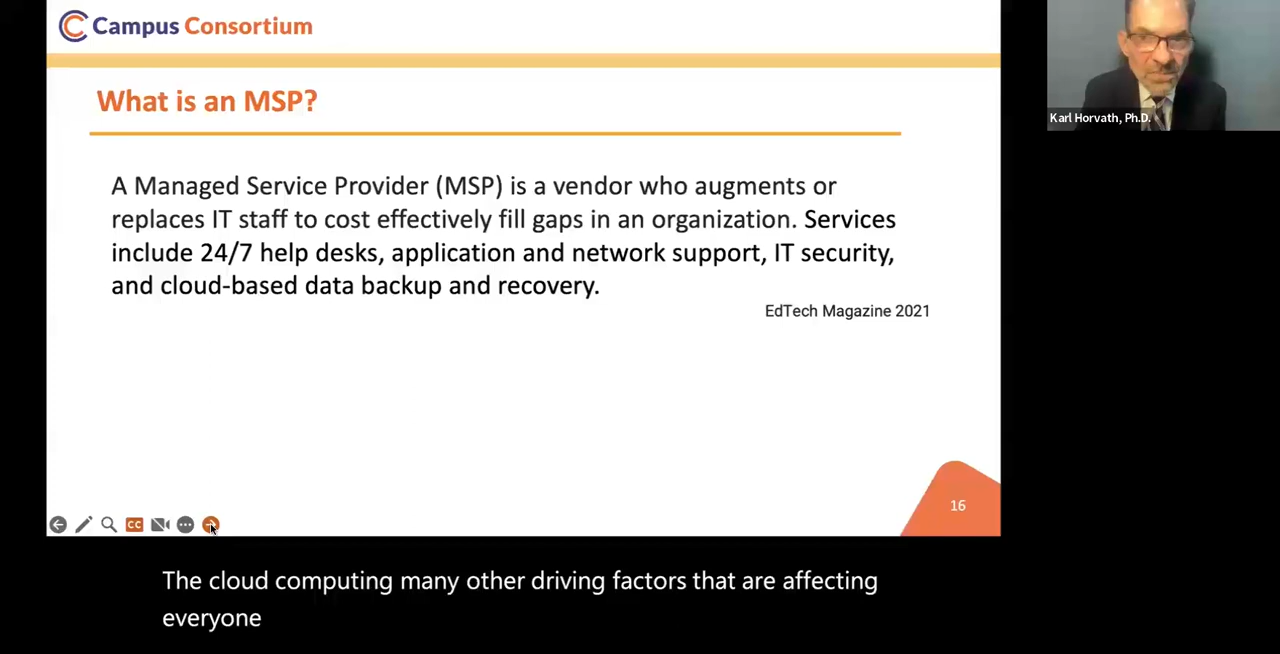 Campus Consortium
Karl Horvath, Ph.D.
What is an MSP?
A Managed Service Provider (MSP) is a vendor who augments or
replaces IT staff to cost effectively fill gaps in an organization. Services
include 24/7 help desks, application and network support, IT security,
and cloud-based data backup and recovery.
EdTech Magazine 2021
16
CC
The cloud computing many other driving factors that are affecting
everyone